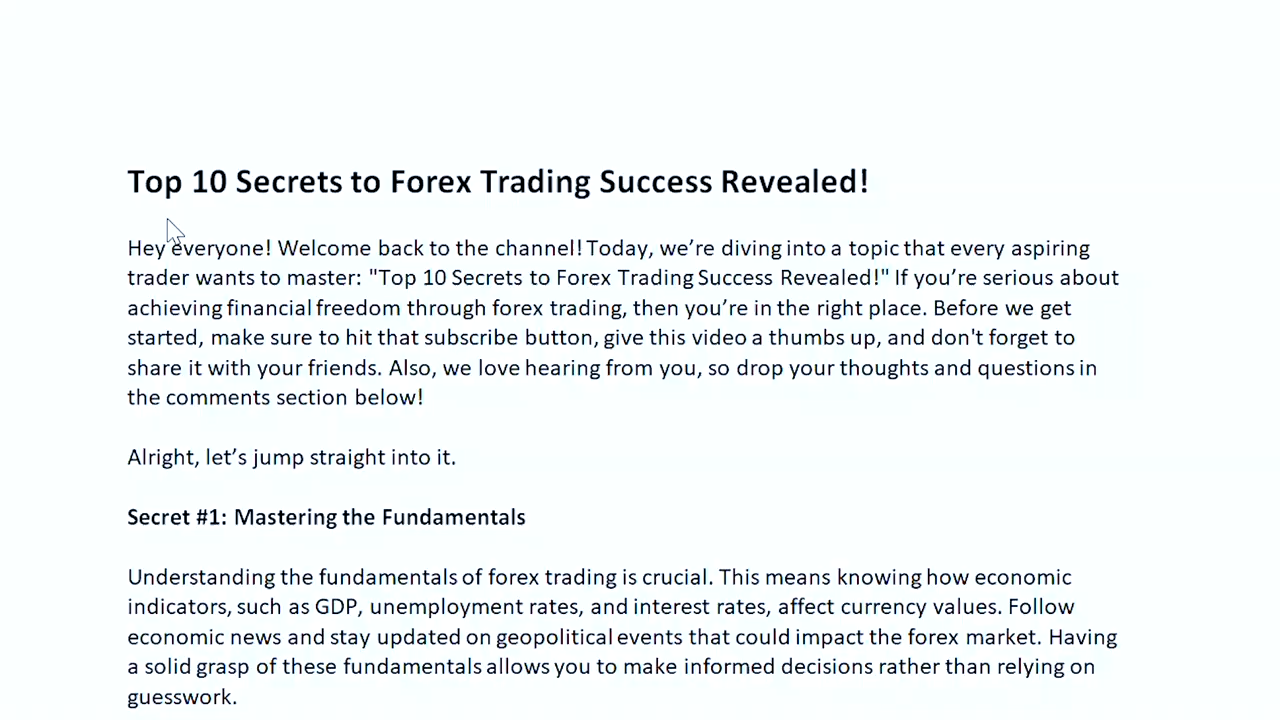 Top 10 Secrets to Forex Trading Success Revealed!
Hey everyone! Welcome back to the channel! Today, we’re diving into a topic that every aspiring
trader wants to master: "Top 10 Secrets to Forex Trading Success Revealed!" If you’re serious about
achieving financial freedom through forex trading, then you’re in the right place. Before we get
started, make sure to hit that subscribe button, give this video a thumbs up, and don't forget to
share it with your friends. Also, we love hearing from you, so drop your thoughts and questions in
the comments section below!
Alright, let’s jump straight into it.
Secret #1: Mastering the Fundamentals
Understanding the fundamentals of forex trading is crucial. This means knowing how economic
indicators, such as GDP, unemployment rates, and interest rates, affect currency values. Follow
economic news and stay updated on geopolitical events that could impact the forex market. Having
a solid grasp of these fundamentals allows you to make informed decisions rather than relying on
guesswork.